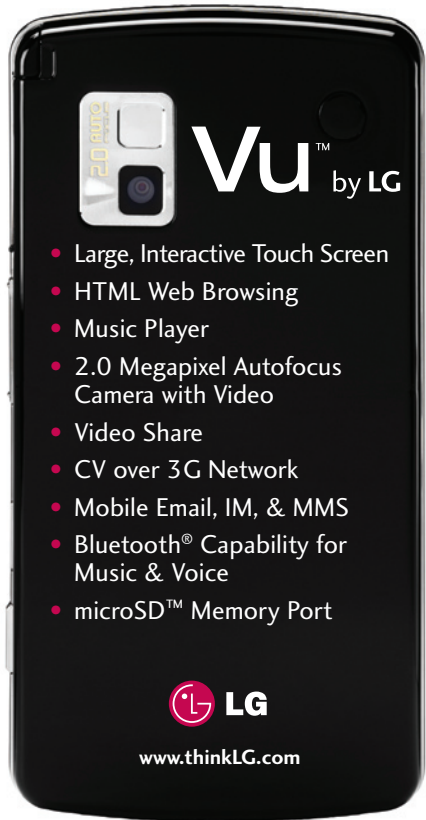 2.0 AUTO
Vu™ by LG
• Large, Interactive Touch Screen
• HTML Web Browsing
• Music Player
• 2.0 Megapixel Autofocus
Camera with Video
• Video Share
• CV over 3G Network
• Mobile Email, IM, & MMS
• Bluetooth® Capability for
Music & Voice
• microSD™ Memory Port
LG
www.thinkLG.com